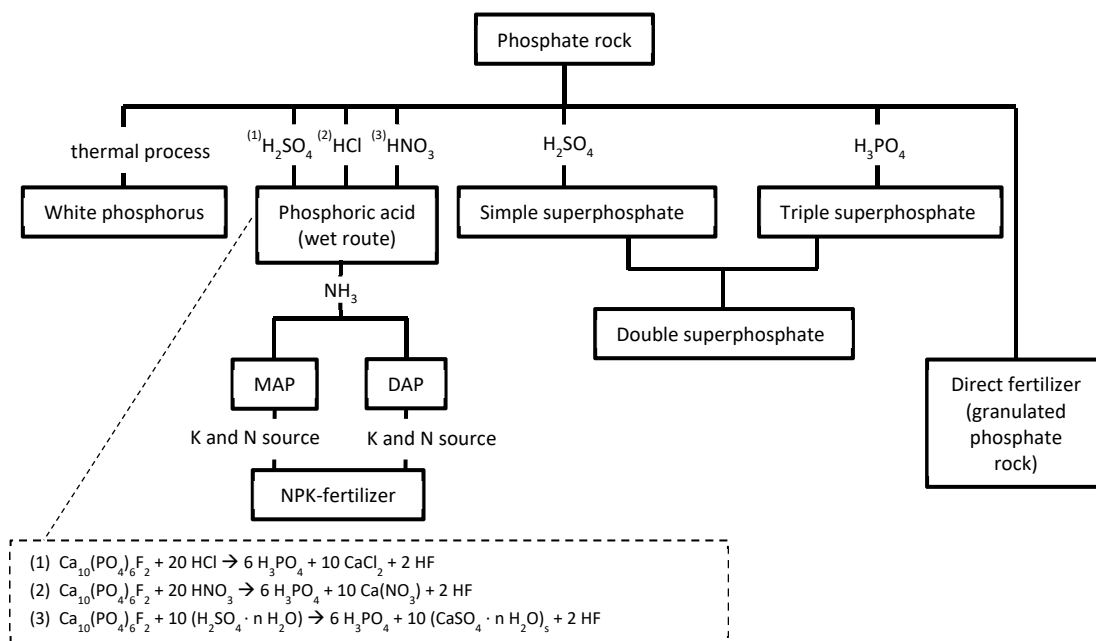 Phosphate rock
thermal process
(1)H₂SO₄ (2)HCl (3)HNO₃
H₂SO₄
H₃PO₄
White phosphorus
Phosphoric acid
(wet route)
Simple superphosphate
Triple superphosphate
NH₃
Double superphosphate
MAP
DAP
Direct fertilizer
(granulated
phosphate
rock)
K and N source
K and N source
NPK-fertilizer
(1) Ca₁₀(PO₄)₆F₂ + 20 HCl → 6 H₃PO₄ + 10 CaCl₂ + 2 HF
(2) Ca₁₀(PO₄)₆F₂ + 20 HNO₃ → 6 H₃PO₄ + 10 Ca(NO₃) + 2 HF
(3) Ca₁₀(PO₄)₆F₂ + 10 (H₂SO₄ · n H₂O) → 6 H₃PO₄ + 10 (CaSO₄ · n H₂O)ₛ + 2 HF